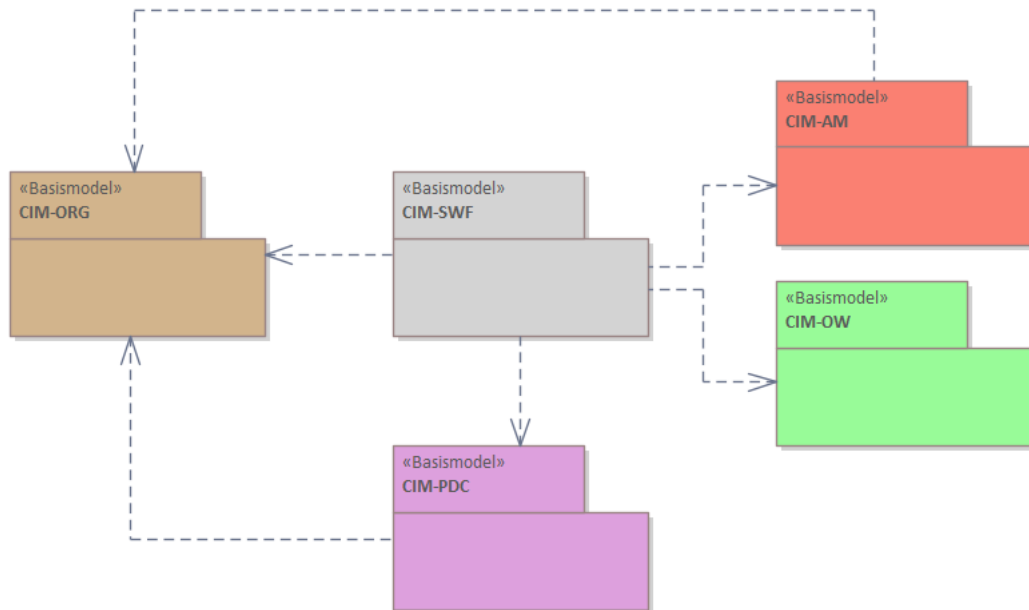 «Basismodel»
CIM-AM
«Basismodel»
CIM-ORG
«Basismodel»
CIM-SWF
«Basismodel»
CIM-OW
«Basismodel»
CIM-PDC